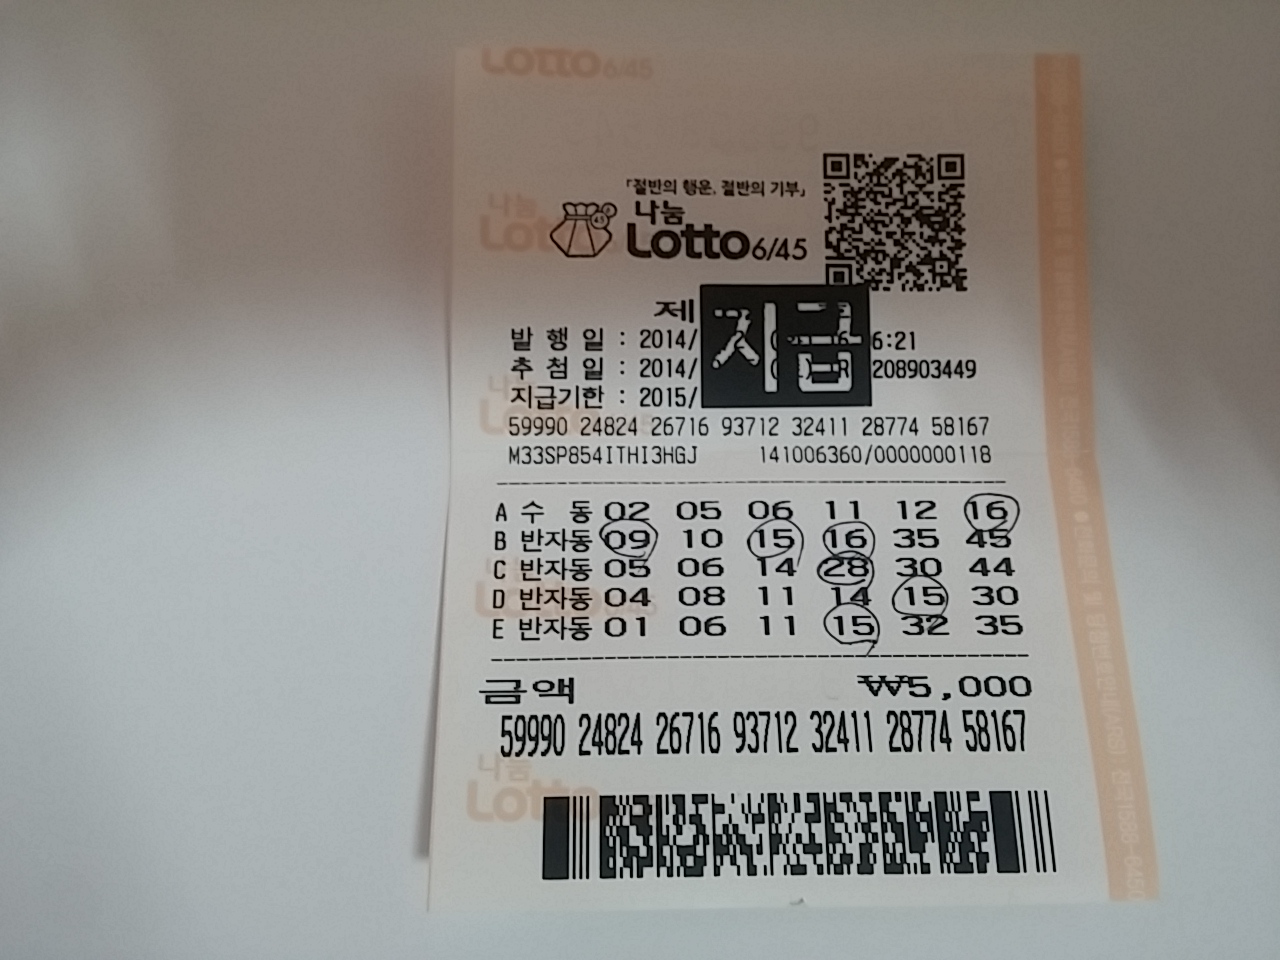 Lotto 6/45
「절반의 행운, 절반의 기부」
나눔
Lotto 6/45
제
지급
발 행 일 : 2014/ 6:21
추 첨 일 : 2014/ 208903449
지급기한 : 2015/
59990 24824 26716 93712 32411 28774 58167
M33SP854ITHI3HGJ 141006360/0000000118
A 수 동 02 05 06 11 12 16
B 반자동 09 10 15 16 35 45
C 반자동 05 06 14 28 30 44
D 반자동 04 08 11 14 15 30
E 반자동 01 06 11 15 32 35
금액 ₩5,000
59990 24824 26716 93712 32411 28774 58167
나눔
Lotto